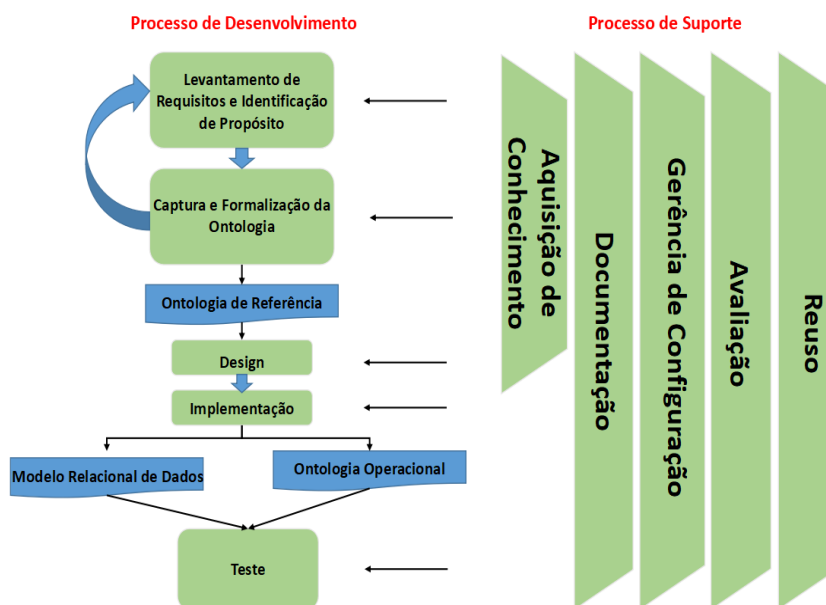 Processo de Desenvolvimento
Processo de Suporte
Levantamento de
Requisitos e Identificação
de Propósito
Captura e Formalização da
Ontologia
Ontologia de Referência
Design
Implementação
Modelo Relacional de Dados
Ontologia Operacional
Teste
Aquisição de
Conhecimento
Documentação
Gerência de Configuração
Avaliação
Reuso